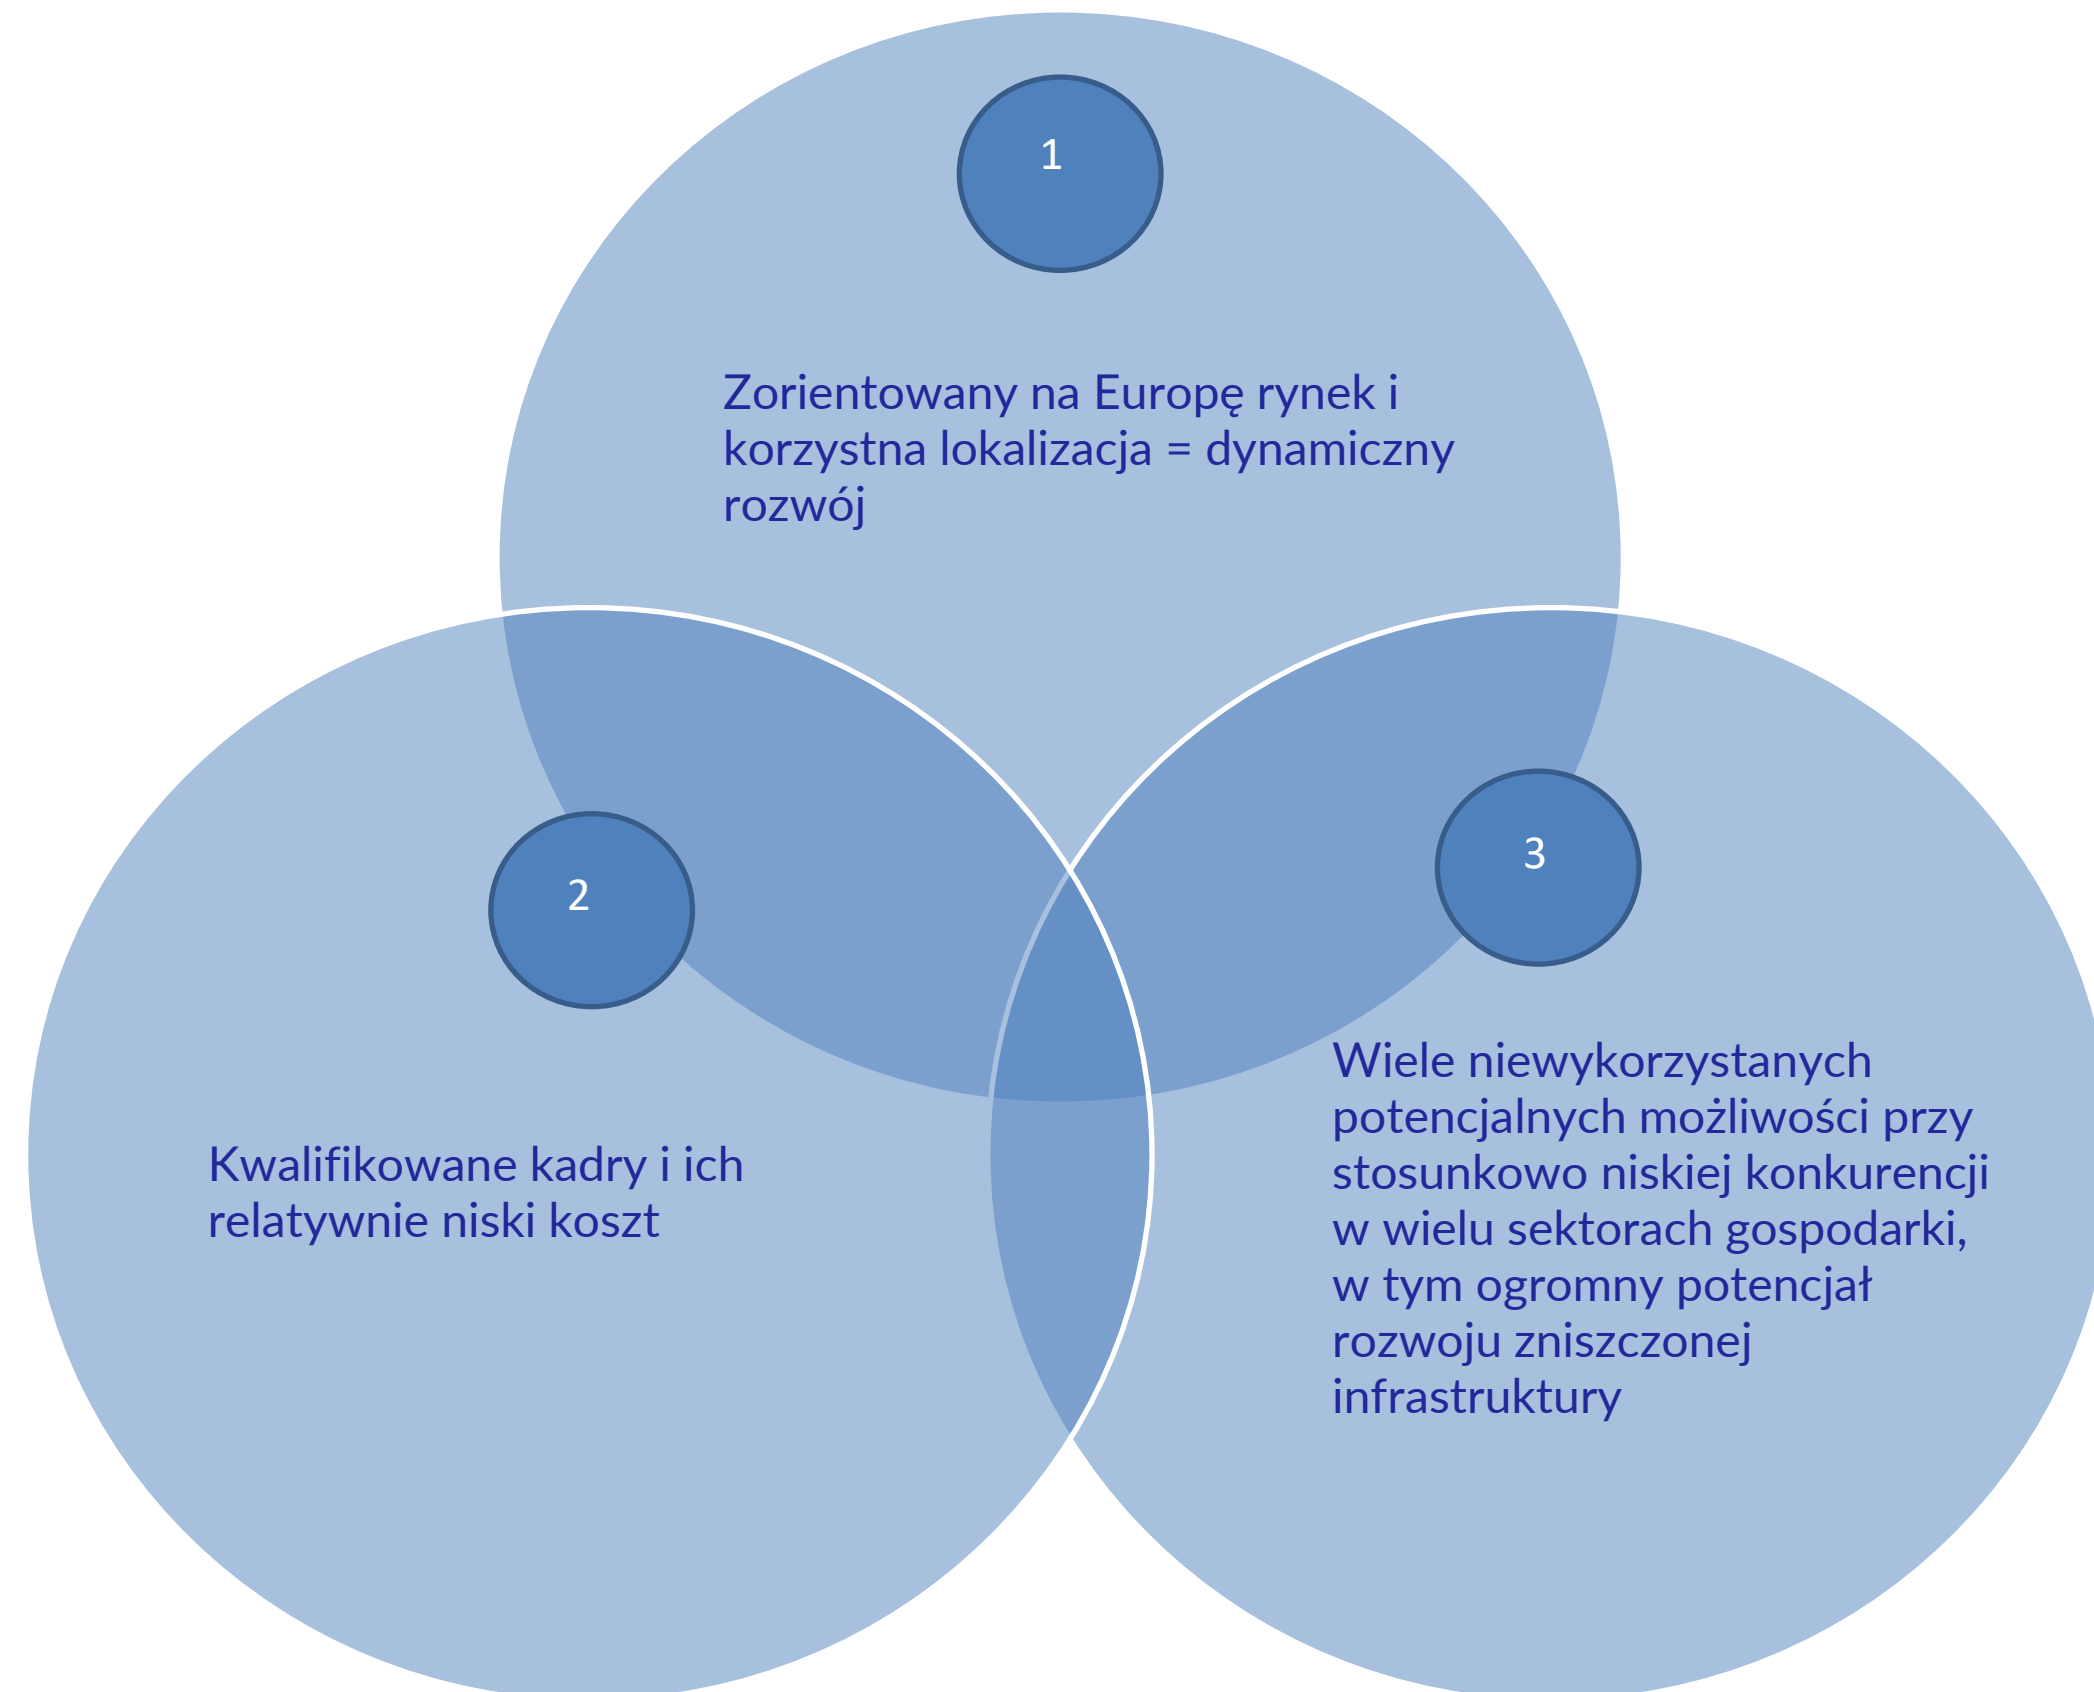 1
Zorientowany na Europę rynek i
korzystna lokalizacja = dynamiczny
rozwój
2
Kwalifikowane kadry i ich
relatywnie niski koszt
3
Wiele niewykorzystanych
potencjalnych możliwości przy
stosunkowo niskiej konkurencji
w wielu sektorach gospodarki,
w tym ogromny potencjał
rozwoju zniszczonej
infrastruktury